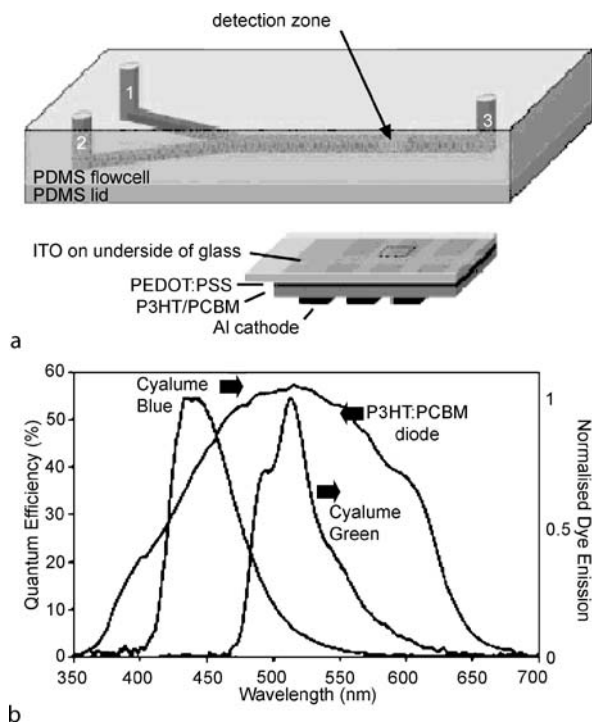 detection zone
1
2
3
PDMS flowcell
PDMS lid
ITO on underside of glass
PEDOT:PSS
P3HT/PCBM
Al cathode
a
60
50
40
30
20
10
0
Quantum Efficiency (%)
Cyalume
Blue
P3HT:PCBM
diode
Cyalume
Green
1
0.5
0
Normalised Dye Enission
350
400
450
500
550
600
650
700
Wavelength (nm)
b